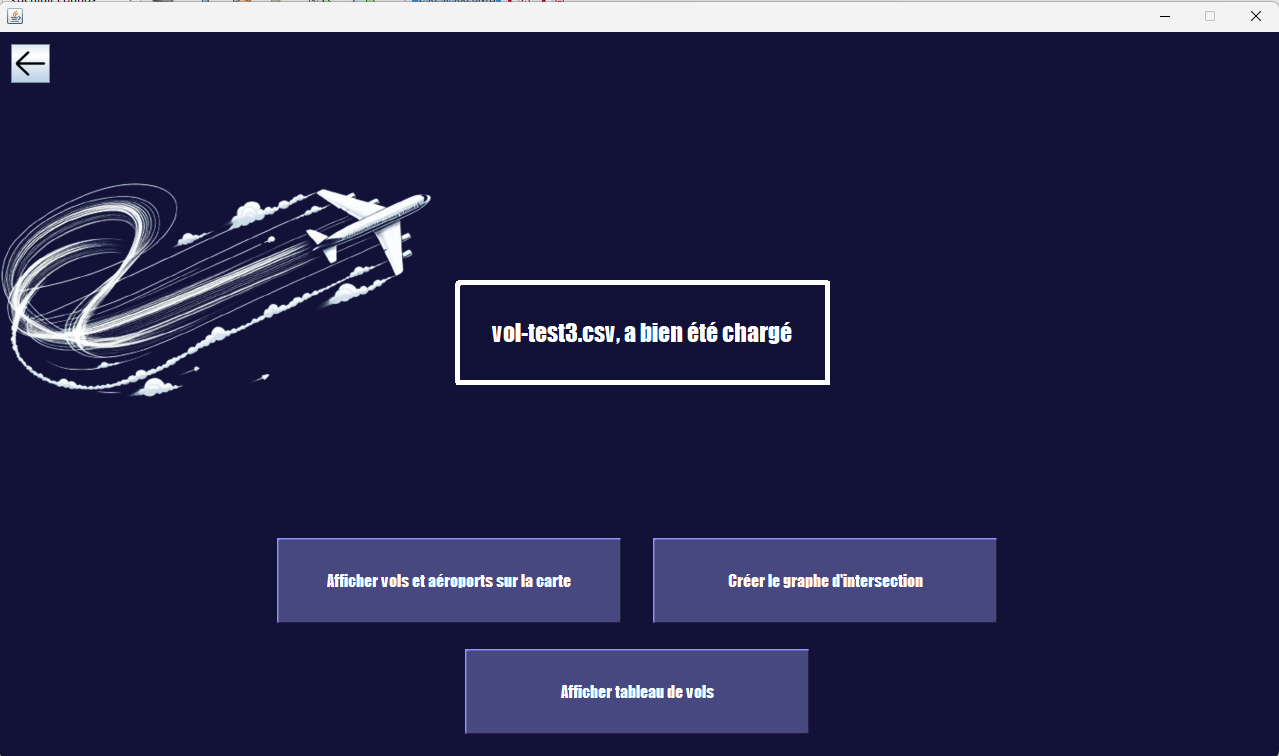 vol-test3.csv, a bien été chargé
Afficher vols et aéroports sur la carte
Créer le graphe d'intersection
Afficher tableau de vols